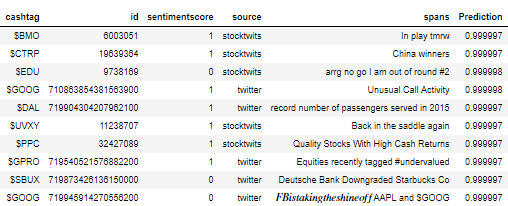 cashtag id sentimentscore source spans Prediction
$BMO 6003051 1 stocktwits In play tmrw 0.999997
$CTRP 19639364 1 stocktwits China winners 0.999997
$EDU 9738169 0 stocktwits arrg no go I am out of round #2 0.999998
$GOOG 710863854381563900 1 twitter Unusual Call Activity 0.999998
$DAL 719904304207962100 1 twitter record number of passengers served in 2015 0.999997
$UVXY 11238707 1 stocktwits Back in the saddle again 0.999997
$PPC 32427089 1 stocktwits Quality Stocks With High Cash Returns 0.999997
$GPRO 719540521576882200 1 twitter Equities recently tagged #undervalued 0.999997
$SBUX 719873426136150000 0 twitter Deutsche Bank Downgraded Starbucks Co 0.999997
$GOOG 719945914270556200 0 twitter FBistakingtheshineoffAAPL and $GOOG 0.999997